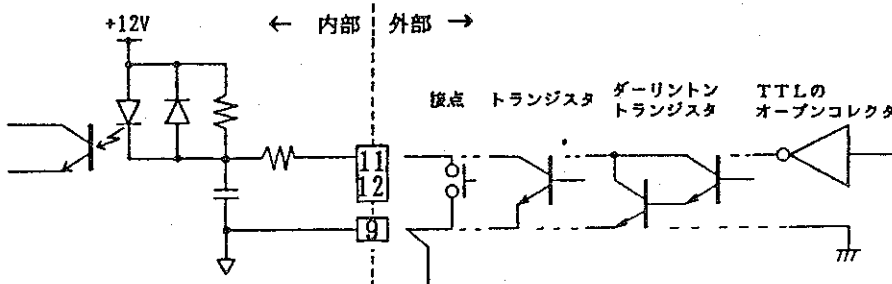 +12V
← 内部 外部 →
接点
トランジスタ
ダーリントン
トランジスタ
TTLの
オープンコレクタ
11
12
9